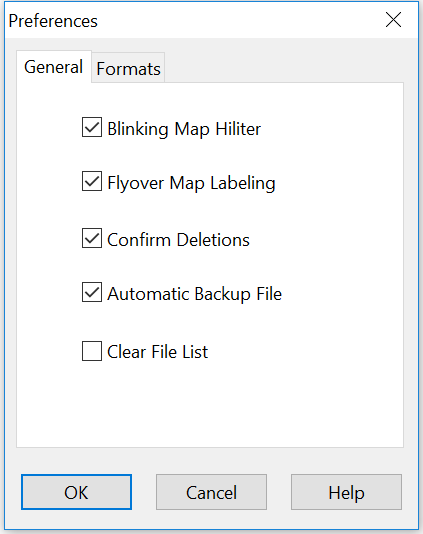 Preferences
General
Formats
Blinking Map Hiliter
Flyover Map Labeling
Confirm Deletions
Automatic Backup File
Clear File List
OK
Cancel
Help